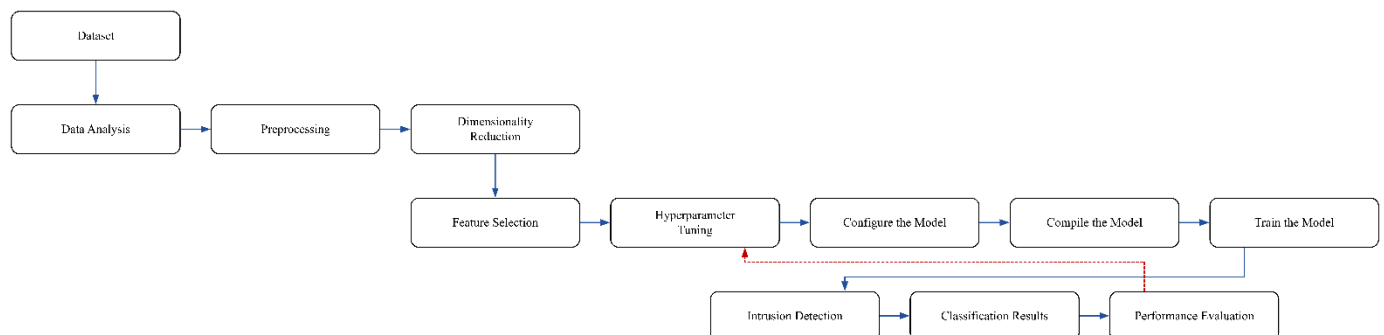 Dataset
Data Analysis
Preprocessing
Dimensionality
Reduction
Feature Selection
Hyperparameter
Tuning
Configure the Model
Compile the Model
Train the Model
Intrusion Detection
Classification Results
Performance Evaluation